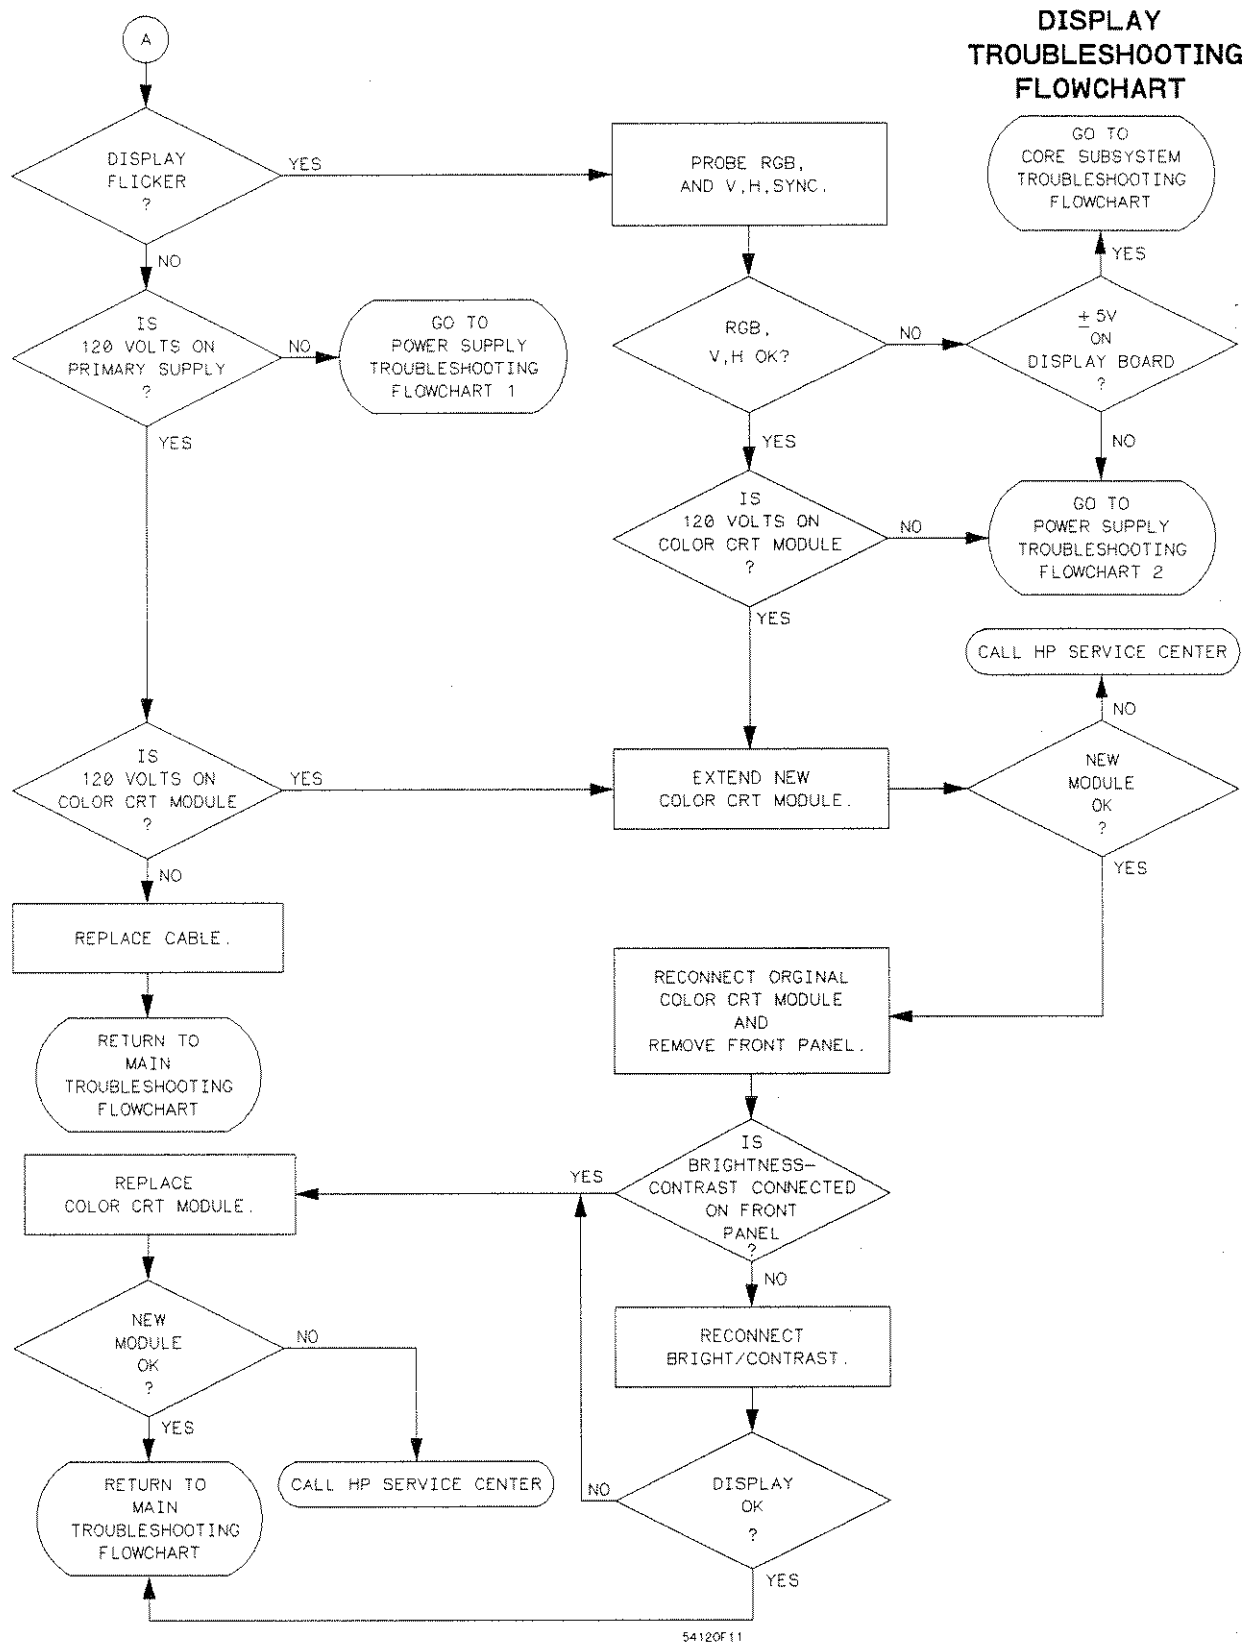 DISPLAY
TROUBLESHOOTING
FLOWCHART
A
DISPLAY
FLICKER
?
YES
PROBE RGB,
AND V,H,SYNC.
GO TO
CORE SUBSYSTEM
TROUBLESHOOTING
FLOWCHART
YES
NO
IS
120 VOLTS ON
PRIMARY SUPPLY
?
NO
GO TO
POWER SUPPLY
TROUBLESHOOTING
FLOWCHART 1
RGB,
V,H OK?
NO
± 5V
ON
DISPLAY BOARD
?
YES
YES
NO
IS
120 VOLTS ON
COLOR CRT MODULE
?
NO
GO TO
POWER SUPPLY
TROUBLESHOOTING
FLOWCHART 2
YES
CALL HP SERVICE CENTER
NO
IS
120 VOLTS ON
COLOR CRT MODULE
?
YES
EXTEND NEW
COLOR CRT MODULE.
NEW
MODULE
OK
?
NO
YES
REPLACE CABLE.
RECONNECT ORGINAL
COLOR CRT MODULE
AND
REMOVE FRONT PANEL.
RETURN TO
MAIN
TROUBLESHOOTING
FLOWCHART
IS
BRIGHTNESS-
CONTRAST CONNECTED
ON FRONT
PANEL
?
YES
REPLACE
COLOR CRT MODULE.
NO
NEW
MODULE
OK
?
NO
RECONNECT
BRIGHT/CONTRAST.
YES
RETURN TO
MAIN
TROUBLESHOOTING
FLOWCHART
CALL HP SERVICE CENTER
NO
DISPLAY
OK
?
YES
54120F11